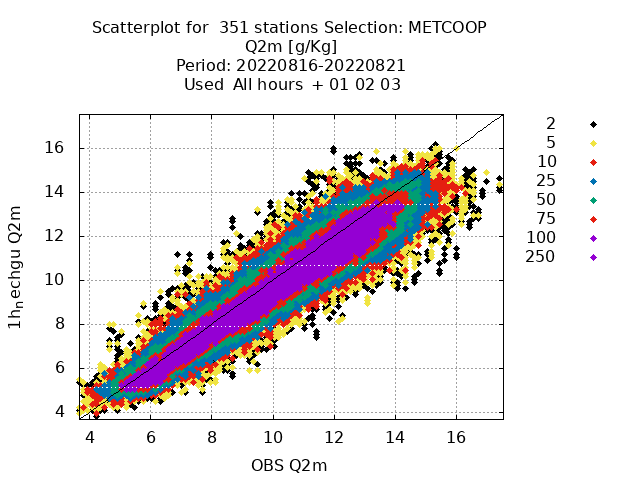 Scatterplot for  351 stations Selection: METCOOP
Q2m [g/Kg]
Period: 20220816-20220821
Used  All hours  + 01 02 03
2
5
10
25
50
75
100
250
1hnechgu Q2m
16
14
12
10
8
6
4
4 6 8 10 12 14 16
OBS Q2m